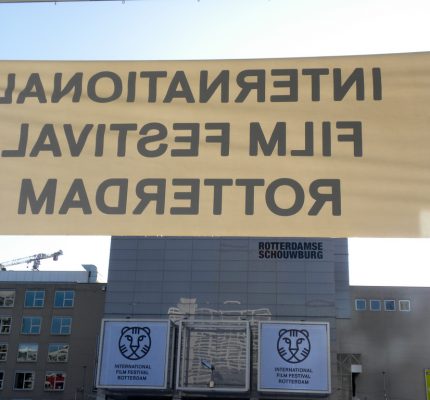 INTERNATIONAL
FILM FESTIVAL
ROTTERDAM
ROTTERDAMSE
SCHOUWBURG
INTERNATIONAL
FILM FESTIVAL
ROTTERDAM
INTERNATIONAL
FILM FESTIVAL
ROTTERDAM